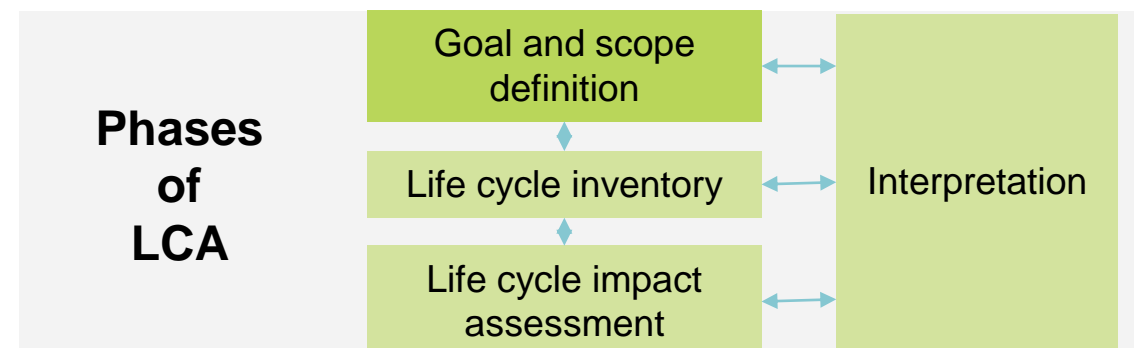 Phases
of
LCA
Goal and scope
definition
Life cycle inventory
Life cycle impact
assessment
Interpretation